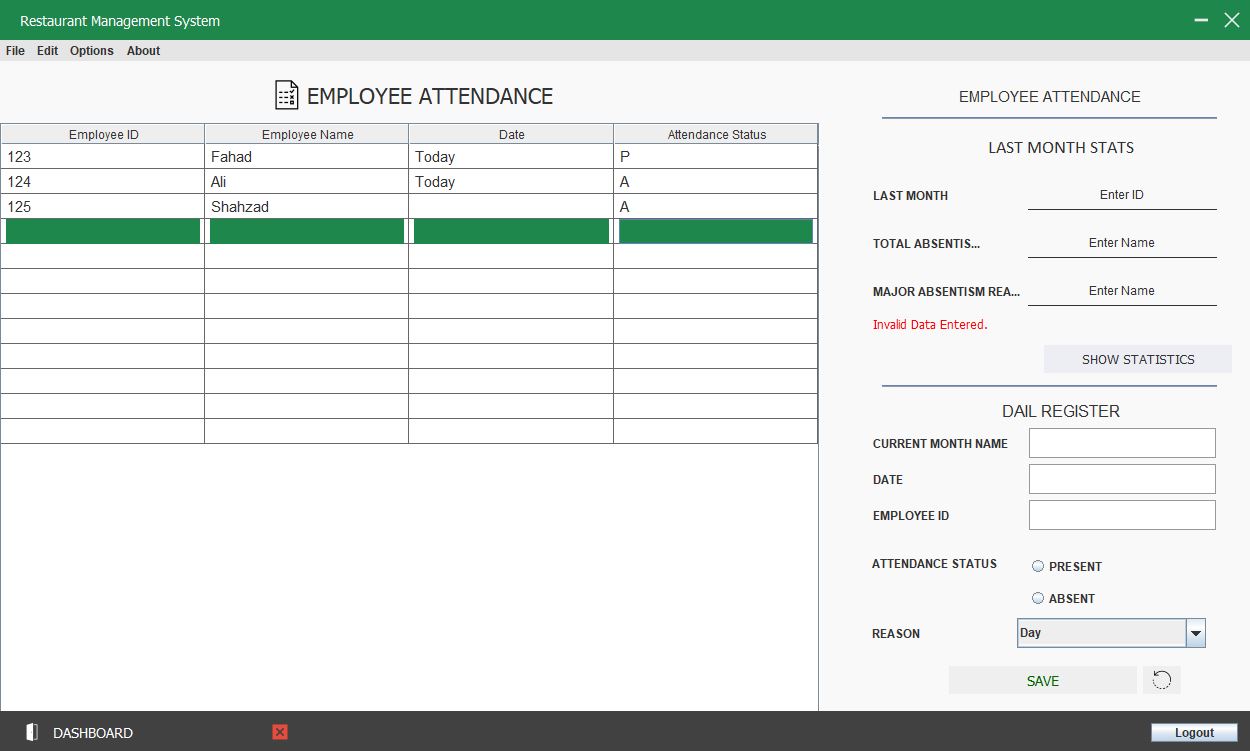 Restaurant Management System
File Edit Options About
EMPLOYEE ATTENDANCE
Employee ID Employee Name Date Attendance Status
123 Fahad Today P
124 Ali Today A
125 Shahzad A
EMPLOYEE ATTENDANCE
LAST MONTH STATS
LAST MONTH Enter ID
TOTAL ABSENTIS... Enter Name
MAJOR ABSENTISM REA... Enter Name
Invalid Data Entered.
SHOW STATISTICS
DAIL REGISTER
CURRENT MONTH NAME
DATE
EMPLOYEE ID
ATTENDANCE STATUS PRESENT
ABSENT
REASON Day
SAVE
DASHBOARD Logout